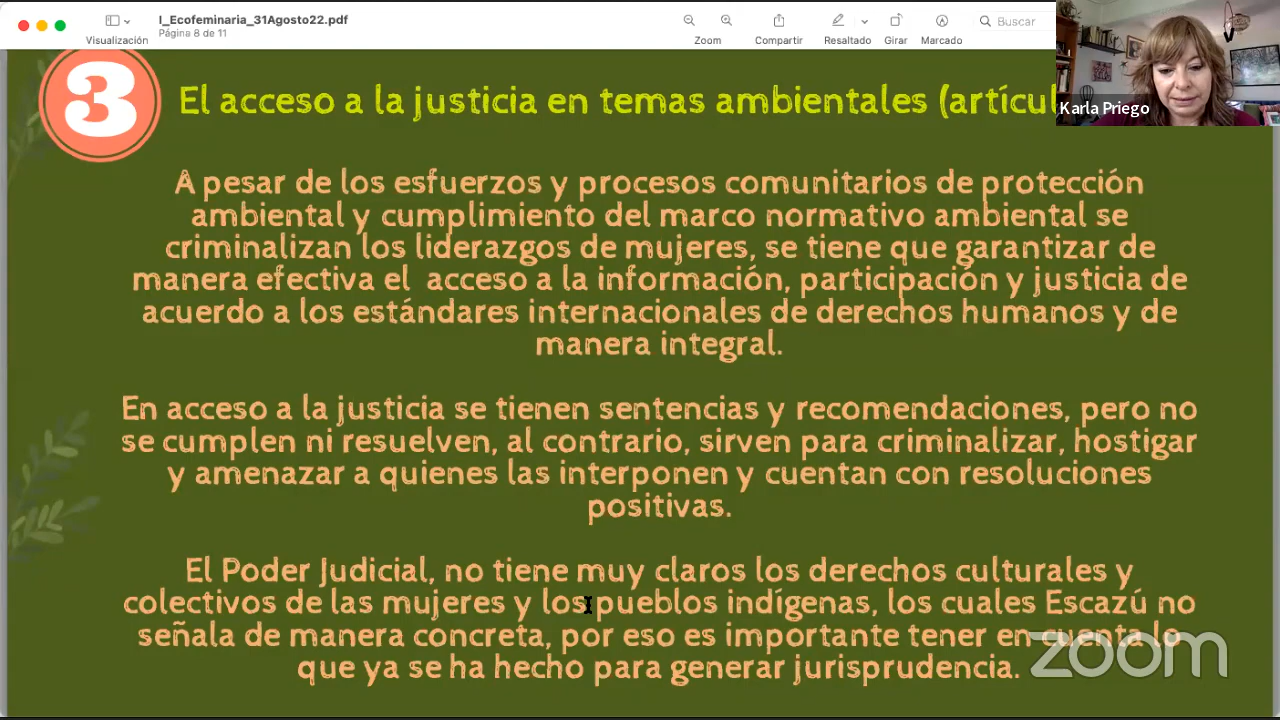 I_Ecofeminaria_31Agosto22.pdf
Página 8 de 11
Visualización
Zoom
Compartir
Resaltado
Girar
Marcado
Buscar
Karla Priego
3
El acceso a la justicia en temas ambientales (artícul
A pesar de los esfuerzos y procesos comunitarios de protección
ambiental y cumplimiento del marco normativo ambiental se
criminalizan los liderazgos de mujeres, se tiene que garantizar de
manera efectiva el acceso a la información, participación y justicia de
acuerdo a los estándares internacionales de derechos humanos y de
manera integral.
En acceso a la justicia se tienen sentencias y recomendaciones, pero no
se cumplen ni resuelven, al contrario, sirven para criminalizar, hostigar
y amenazar a quienes las interponen y cuentan con resoluciones
positivas.
El Poder Judicial, no tiene muy claros los derechos culturales y
colectivos de las mujeres y los pueblos indígenas, los cuales Escazú no
señala de manera concreta, por eso es importante tener en cuenta lo
que ya se ha hecho para generar jurisprudencia.
zoom